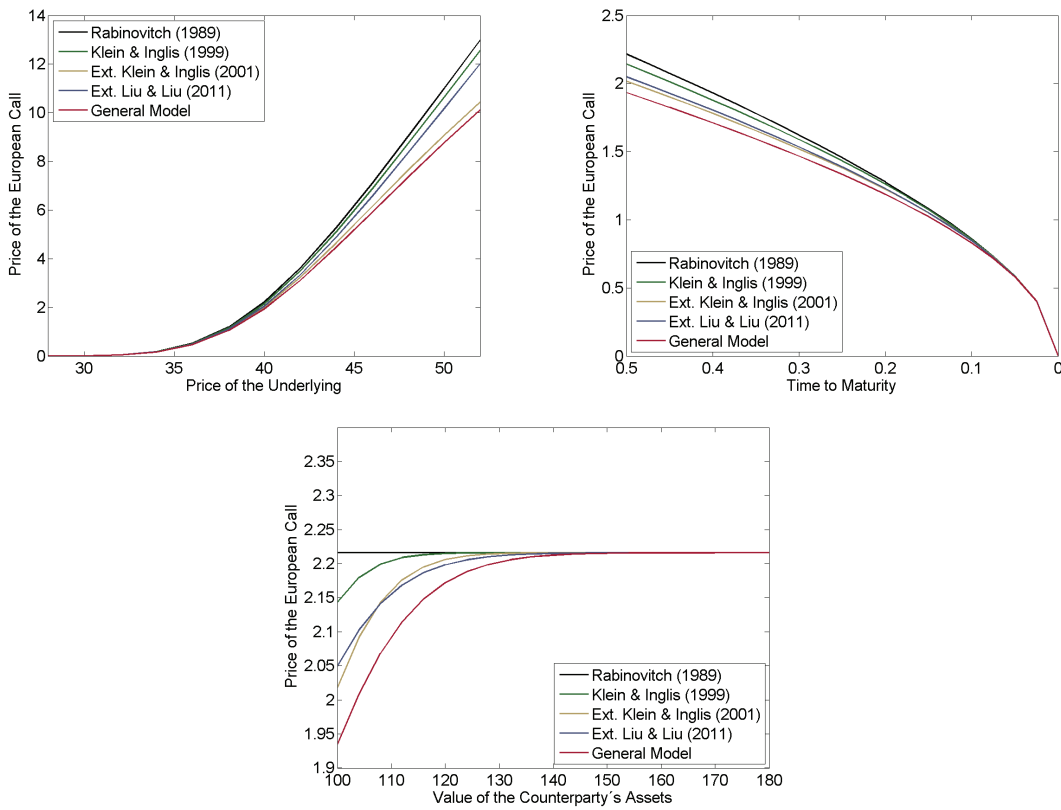 14
12
10
8
6
4
2
0
Price of the European Call
Rabinovitch (1989)
Klein & Inglis (1999)
Ext. Klein & Inglis (2001)
Ext. Liu & Liu (2011)
General Model
30 35 40 45 50
Price of the Underlying
2.5
2
1.5
1
0.5
0
Price of the European Call
Rabinovitch (1989)
Klein & Inglis (1999)
Ext. Klein & Inglis (2001)
Ext. Liu & Liu (2011)
General Model
0.5 0.4 0.3 0.2 0.1 0
Time to Maturity
2.35
2.3
2.25
2.2
2.15
2.1
2.05
2
1.95
1.9
Price of the European Call
Rabinovitch (1989)
Klein & Inglis (1999)
Ext. Klein & Inglis (2001)
Ext. Liu & Liu (2011)
General Model
100 110 120 130 140 150 160 170 180
Value of the Counterparty´s Assets